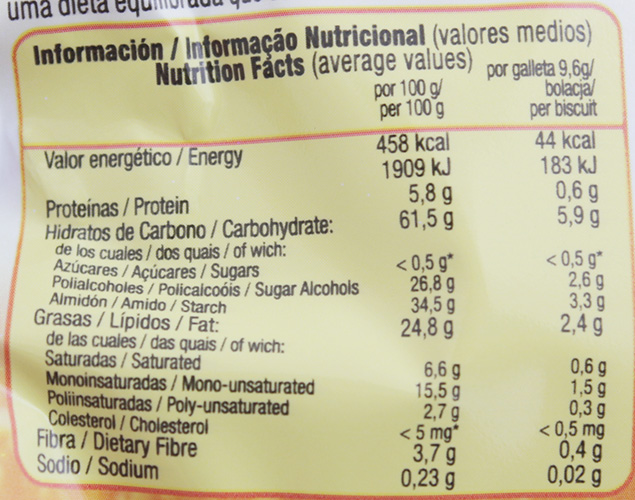 uma dieta
Información / Informação Nutricional (valores medios)
Nutrition Facts (average values)
por 100 g/
per 100 g
por galleta 9,6g/
bolacja/
per biscuit
Valor energético / Energy 458 kcal 44 kcal
1909 kJ 183 kJ
Proteínas / Protein 5,8 g 0,6 g
Hidratos de Carbono / Carbohydrate: 61,5 g 5,9 g
de los cuales / dos quais / of wich:
Azúcares / Açúcares / Sugars < 0,5 g* < 0,5 g*
Polialcoholes / Policalcoóis / Sugar Alcohols 26,8 g 2,6 g
Almidón / Amido / Starch 34,5 g 3,3 g
Grasas / Lípidos / Fat: 24,8 g 2,4 g
de las cuales / das quais / of wich:
Saturadas / Saturated 6,6 g 0,6 g
Monoinsaturadas / Mono-unsaturated 15,5 g 1,5 g
Poliinsaturadas / Poly-unsaturated 2,7 g 0,3 g
Colesterol / Cholesterol < 5 mg* < 0,5 mg
Fibra / Dietary Fibre 3,7 g 0,4 g
Sodio / Sodium 0,23 g 0,02 g